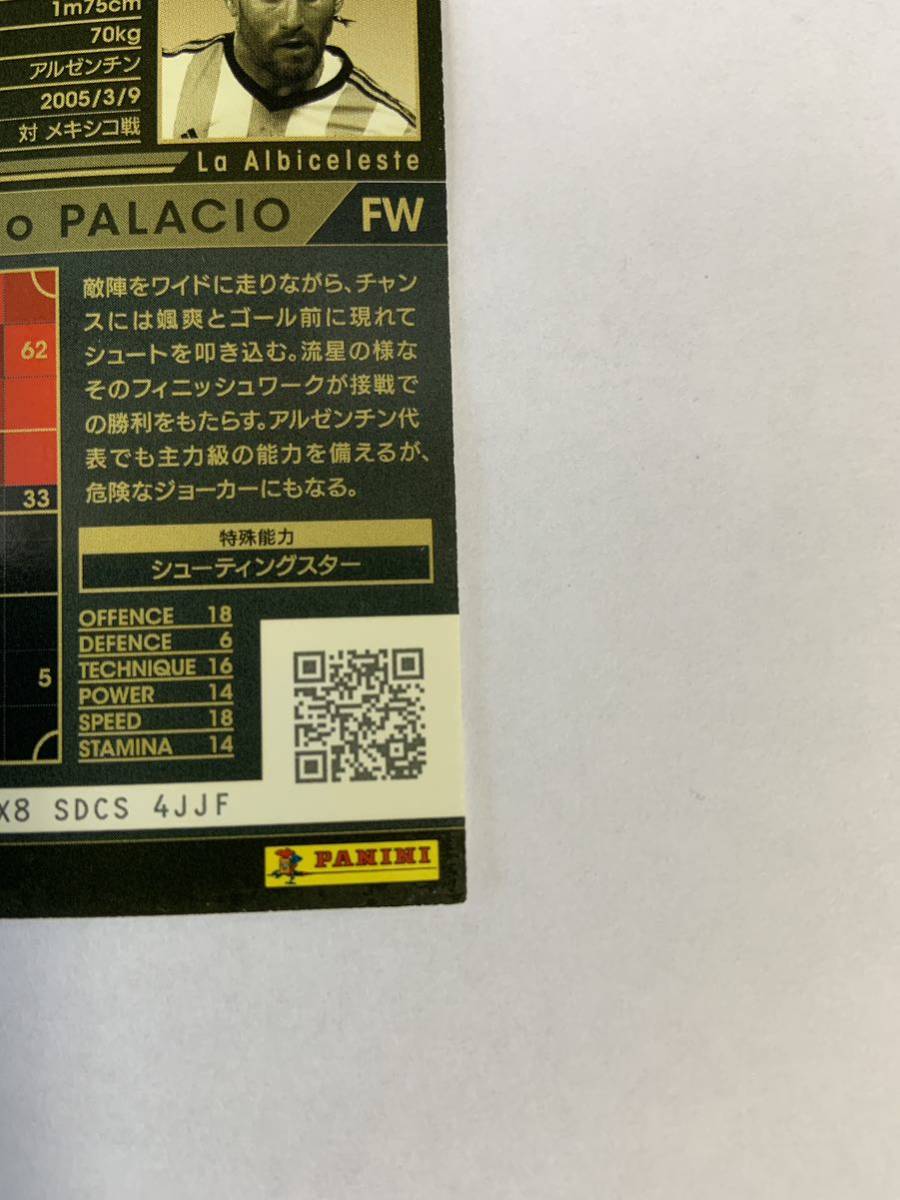 1m75cm
70kg
アルゼンチン
2005/3/9
対 メキシコ戦
La Albiceleste
o PALACIO FW
敵陣をワイドに走りながら、チャン
スには颯爽とゴール前に現れて
シュートを叩き込む。流星の様な
そのフィニッシュワークが接戦で
の勝利をもたらす。アルゼンチン代
表でも主力級の能力を備えるが、
危険なジョーカーにもなる。
62
33
5
特殊能力
シューティングスター
OFFENCE 18
DEFENCE 6
TECHNIQUE 16
POWER 14
SPEED 18
STAMINA 14
X8 SDCS 4JJF
PANINI